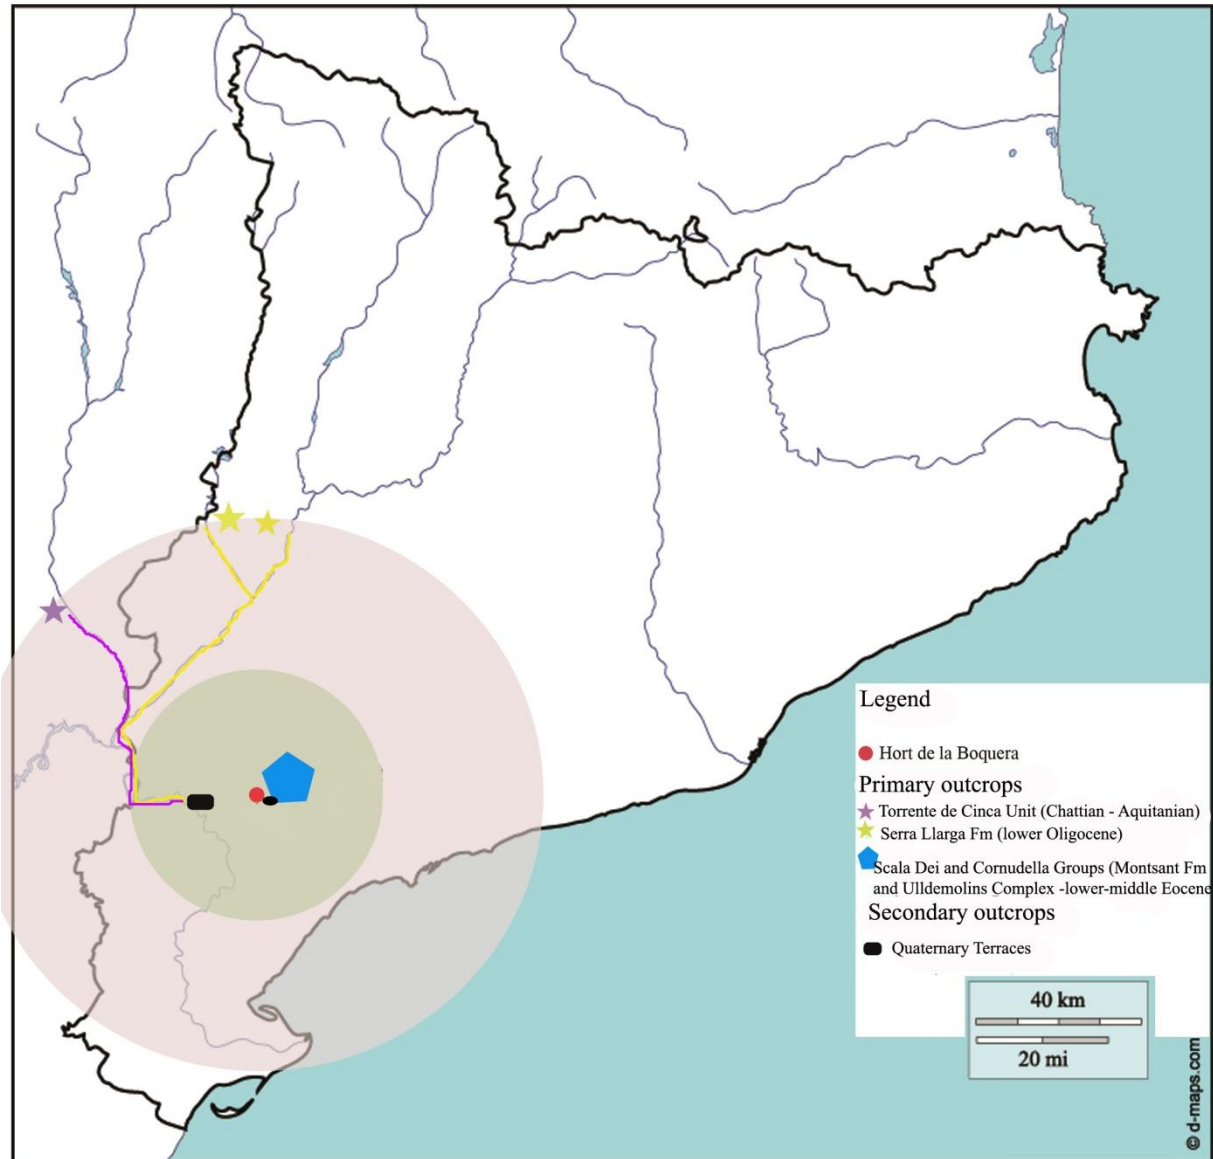 Legend
Hort de la Boquera
Primary outcrops
Torrente de Cinca Unit (Chattian - Aquitanian)
Serra Llarga Fm (lower Oligocene)
Scala Dei and Cornudella Groups (Montsant Fm
and Ulldemolins Complex -lower-middle Eocene
Secondary outcrops
Quaternary Terraces
40 km
20 mi
© d-maps.com